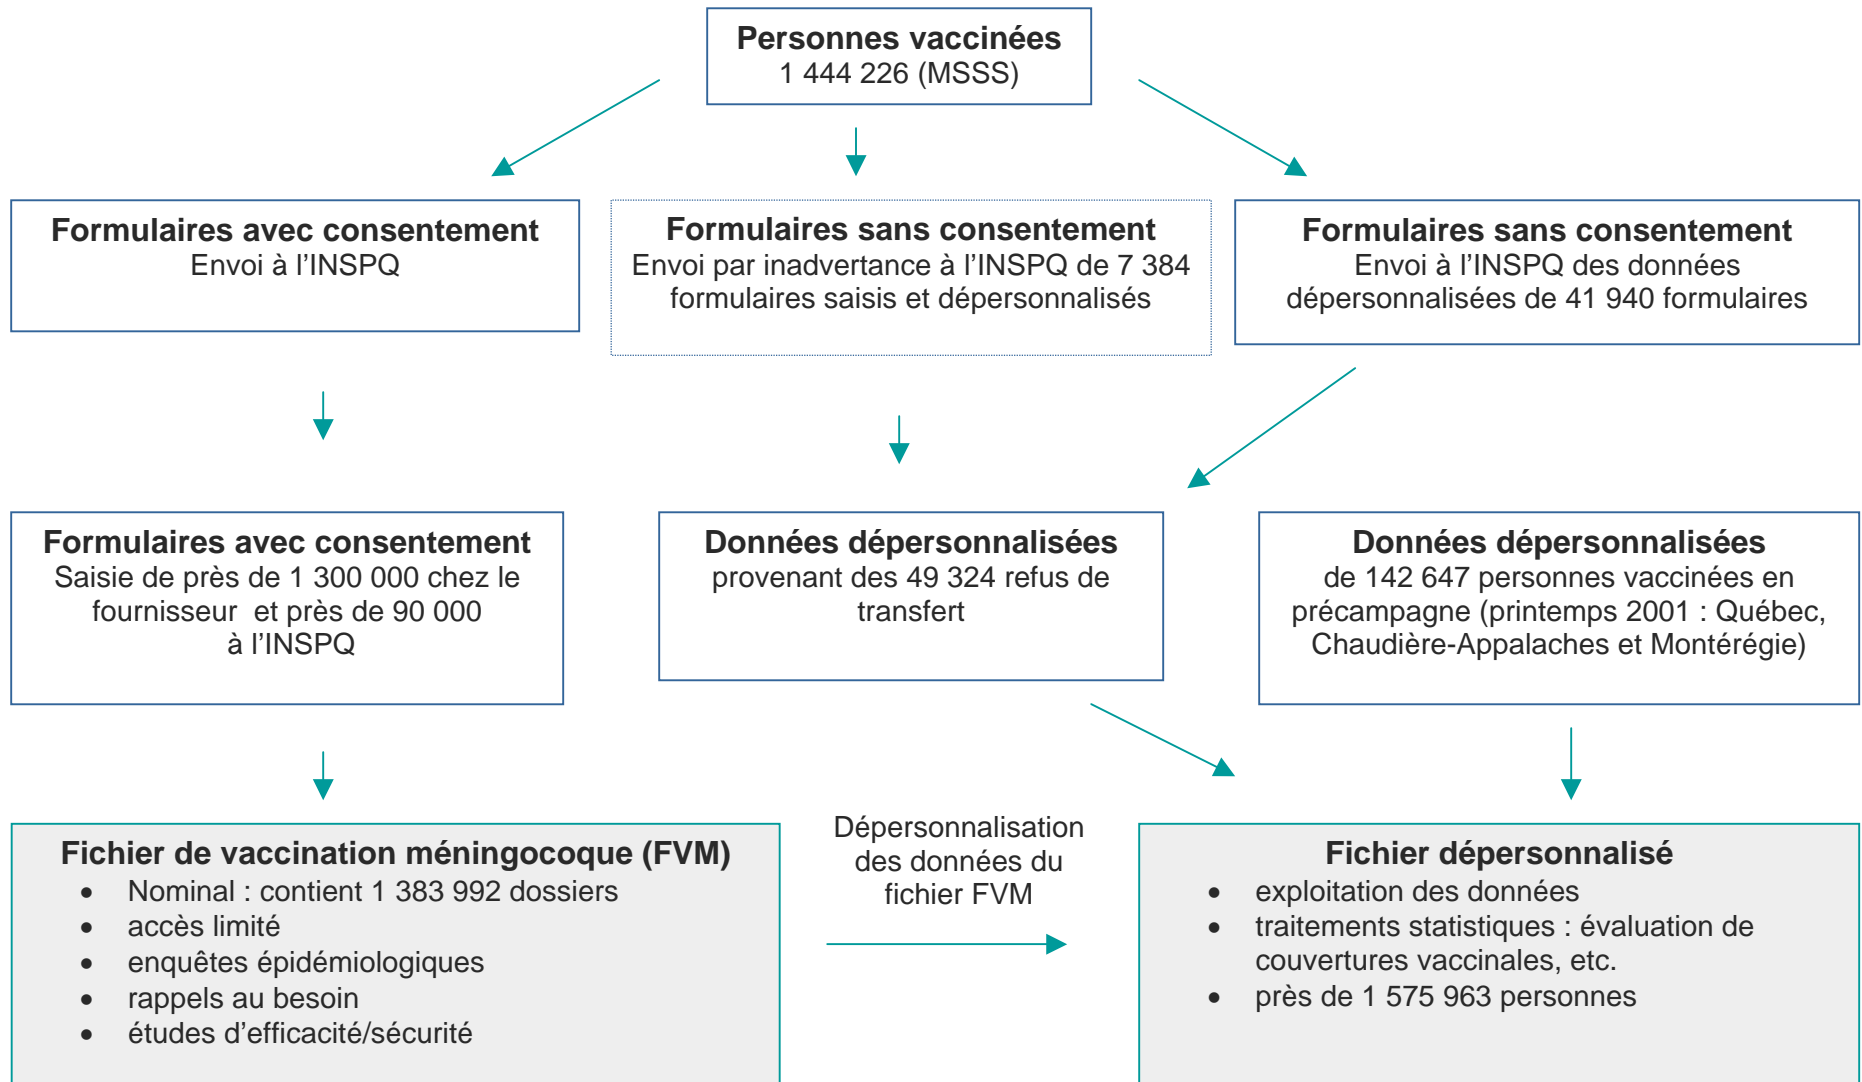 Personnes vaccinées
1 444 226 (MSSS)
Formulaires avec consentement
Envoi à l’INSPQ
Formulaires sans consentement
Envoi par inadvertance à l’INSPQ de 7 384
formulaires saisis et dépersonnalisés
Formulaires sans consentement
Envoi à l’INSPQ des données
dépersonnalisées de 41 940 formulaires
Formulaires avec consentement
Saisie de près de 1 300 000 chez le
fournisseur et près de 90 000
à l’INSPQ
Données dépersonnalisées
provenant des 49 324 refus de
transfert
Données dépersonnalisées
de 142 647 personnes vaccinées en
précampagne (printemps 2001 : Québec,
Chaudière-Appalaches et Montérégie)
Fichier de vaccination méningocoque (FVM)
• Nominal : contient 1 383 992 dossiers
• accès limité
• enquêtes épidémiologiques
• rappels au besoin
• études d’efficacité/sécurité
Dépersonnalisation
des données du
fichier FVM
Fichier dépersonnalisé
• exploitation des données
• traitements statistiques : évaluation de
couvertures vaccinales, etc.
• près de 1 575 963 personnes